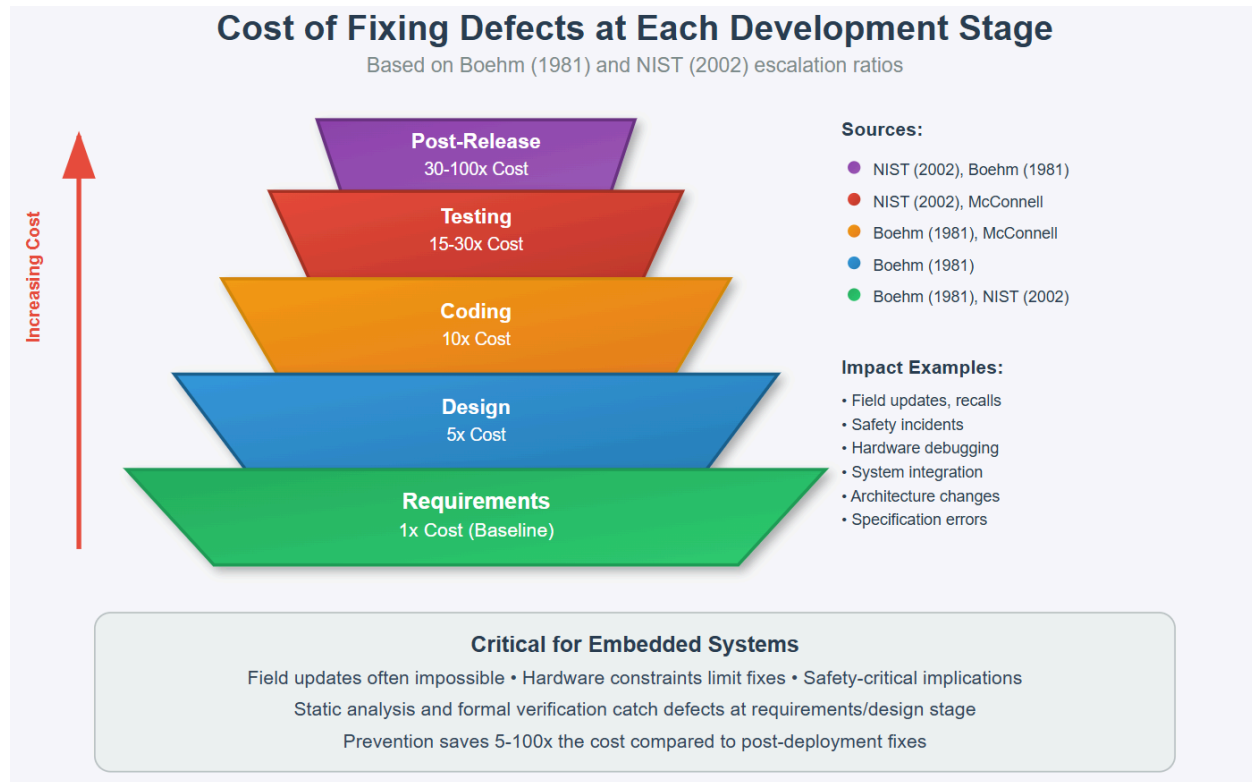 Cost of Fixing Defects at Each Development Stage
Based on Boehm (1981) and NIST (2002) escalation ratios
Increasing Cost
Post-Release
30-100x Cost
Testing
15-30x Cost
Coding
10x Cost
Design
5x Cost
Requirements
1x Cost (Baseline)
Sources:
NIST (2002), Boehm (1981)
NIST (2002), McConnell
Boehm (1981), McConnell
Boehm (1981)
Boehm (1981), NIST (2002)
Impact Examples:
• Field updates, recalls
• Safety incidents
• Hardware debugging
• System integration
• Architecture changes
• Specification errors
Critical for Embedded Systems
Field updates often impossible • Hardware constraints limit fixes • Safety-critical implications
Static analysis and formal verification catch defects at requirements/design stage
Prevention saves 5-100x the cost compared to post-deployment fixes